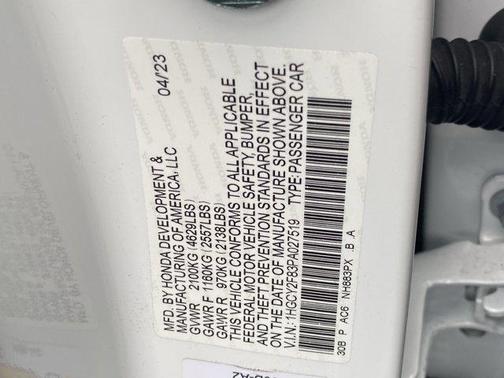 MFD. BY HONDA DEVELOPMENT &
MANUFACTURING OF AMERICA, LLC 04/'23
GVWR 2100KG (4629LBS)
GAWR F 1160KG (2557LBS)
GAWR R 970KG (2138LBS)
THIS VEHICLE CONFORMS TO ALL APPLICABLE
FEDERAL MOTOR VEHICLE SAFETY, BUMPER,
AND THEFT PREVENTION STANDARDS IN EFFECT
ON THE DATE OF MANUFACTURE SHOWN ABOVE.
V.I.N.: 1HGCY2F83PA027519 TYPE:PASSENGER CAR
30B P AC6 NH883PX .B .A